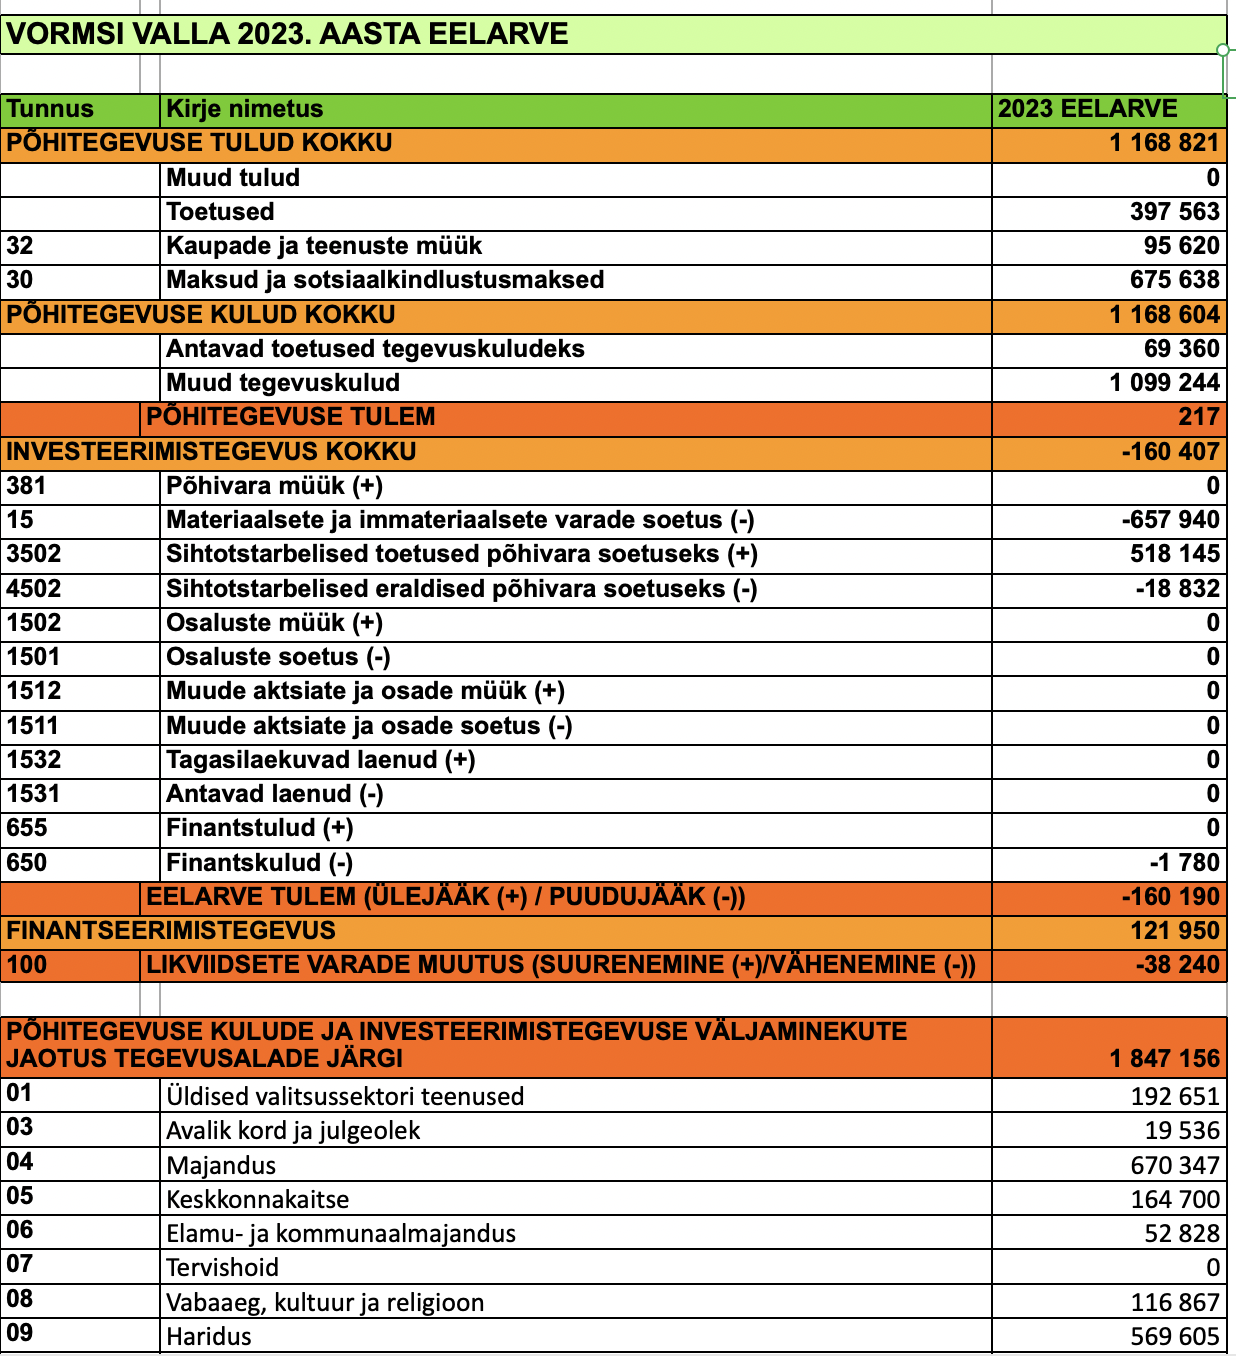 VORMSI VALLA 2023. AASTA EELARVE
Tunnus Kirje nimetus 2023 EELARVE
PÕHITEGEVUSE TULUD KOKKU 1 168 821
Muud tulud 0
Toetused 397 563
32 Kaupade ja teenuste müük 95 620
30 Maksud ja sotsiaalkindlustusmaksed 675 638
PÕHITEGEVUSE KULUD KOKKU 1 168 604
Antavad toetused tegevuskuludeks 69 360
Muud tegevuskulud 1 099 244
PÕHITEGEVUSE TULEM 217
INVESTEERIMISTEGEVUS KOKKU -160 407
381 Põhivara müük (+) 0
15 Materiaalsete ja immateriaalsete varade soetus (-) -657 940
3502 Sihtotstarbelised toetused põhivara soetuseks (+) 518 145
4502 Sihtotstarbelised eraldised põhivara soetuseks (-) -18 832
1502 Osaluste müük (+) 0
1501 Osaluste soetus (-) 0
1512 Muude aktsiate ja osade müük (+) 0
1511 Muude aktsiate ja osade soetus (-) 0
1532 Tagasilaekuvad laenud (+) 0
1531 Antavad laenud (-) 0
655 Finantstulud (+) 0
650 Finantskulud (-) -1 780
EELARVE TULEM (ÜLEJÄÄK (+) / PUUDUJÄÄK (-)) -160 190
FINANTSEERIMISTEGEVUS 121 950
100 LIKVIIDSETE VARADE MUUTUS (SUURENEMINE (+)/VÄHENEMINE (-)) -38 240
PÕHITEGEVUSE KULUDE JA INVESTEERIMISTEGEVUSE VÄLJAMINEKUTE
JAOTUS TEGEVUSALADE JÄRGI 1 847 156
01 Üldised valitsussektori teenused 192 651
03 Avalik kord ja julgeolek 19 536
04 Majandus 670 347
05 Keskkonnakaitse 164 700
06 Elamu- ja kommunaalmajandus 52 828
07 Tervishoid 0
08 Vabaaeg, kultuur ja religioon 116 867
09 Haridus 569 605